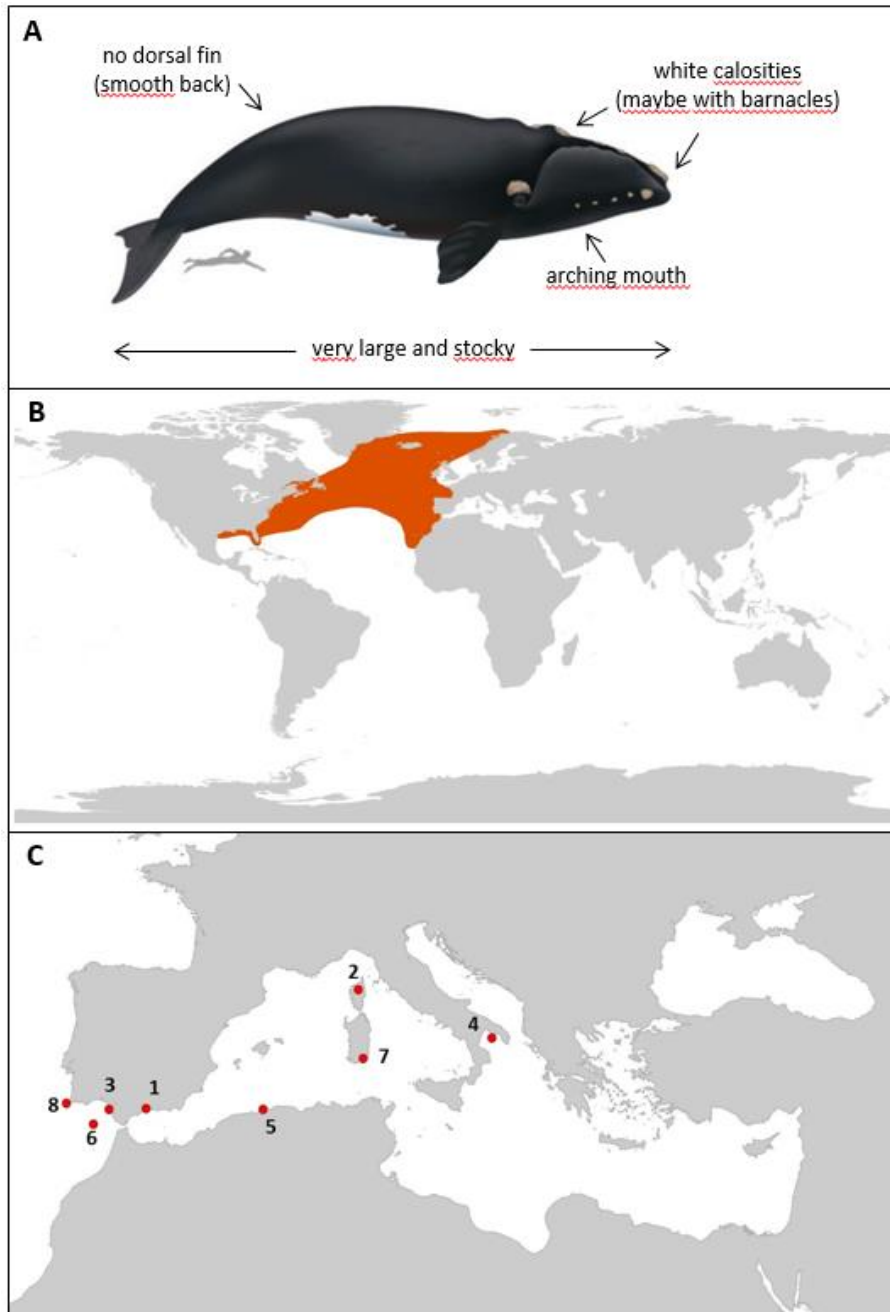 A
no dorsal fin
(smooth back)
white calosities
(maybe with barnacles)
arching mouth
very large and stocky
B
C
2
4
7
3
1
8
5
6